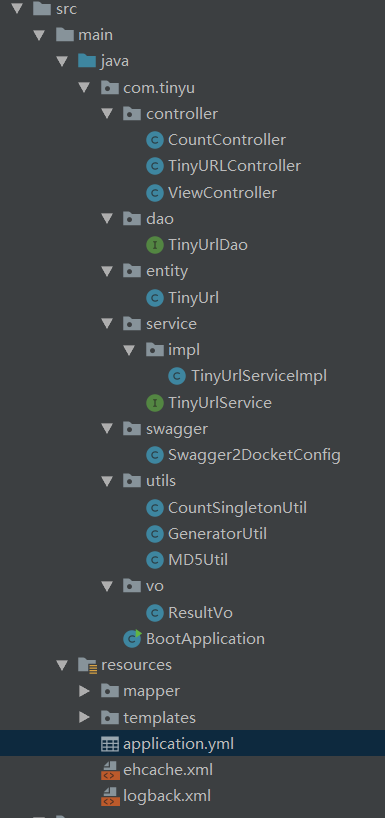 src
main
java
com.tinyu
controller
CountController
TinyURLController
ViewController
dao
TinyUrlDao
entity
TinyUrl
service
impl
TinyUrlServiceImpl
TinyUrlService
swagger
Swagger2DocketConfig
utils
CountSingletonUtil
GeneratorUtil
MD5Util
vo
ResultVo
BootApplication
resources
mapper
templates
application.yml
ehcache.xml
logback.xml